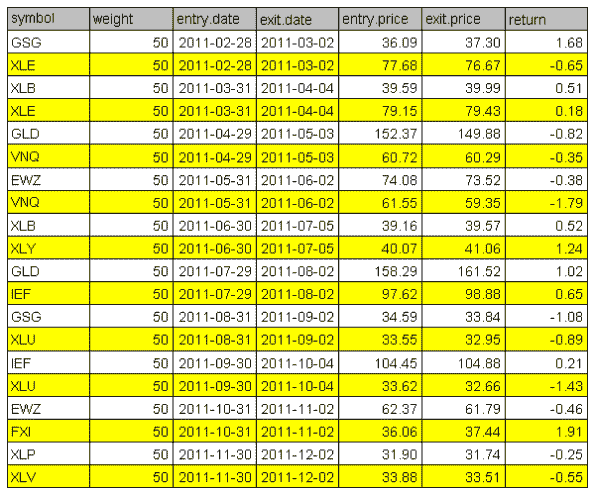 symbol weight entry.date exit.date entry.price exit.price return
GSG 50 2011-02-28 2011-03-02 36.09 37.30 1.68
XLE 50 2011-02-28 2011-03-02 77.68 76.67 -0.65
XLB 50 2011-03-31 2011-04-04 39.59 39.99 0.51
XLE 50 2011-03-31 2011-04-04 79.15 79.43 0.18
GLD 50 2011-04-29 2011-05-03 152.37 149.88 -0.82
VNQ 50 2011-04-29 2011-05-03 60.72 60.29 -0.35
EWZ 50 2011-05-31 2011-06-02 74.08 73.52 -0.38
VNQ 50 2011-05-31 2011-06-02 61.55 59.35 -1.79
XLB 50 2011-06-30 2011-07-05 39.16 39.57 0.52
XLY 50 2011-06-30 2011-07-05 40.07 41.06 1.24
GLD 50 2011-07-29 2011-08-02 158.29 161.52 1.02
IEF 50 2011-07-29 2011-08-02 97.62 98.88 0.65
GSG 50 2011-08-31 2011-09-02 34.59 33.84 -1.08
XLU 50 2011-08-31 2011-09-02 33.55 32.95 -0.89
IEF 50 2011-09-30 2011-10-04 104.45 104.88 0.21
XLU 50 2011-09-30 2011-10-04 33.62 32.66 -1.43
EWZ 50 2011-10-31 2011-11-02 62.37 61.79 -0.46
FXI 50 2011-10-31 2011-11-02 36.06 37.44 1.91
XLP 50 2011-11-30 2011-12-02 31.90 31.74 -0.25
XLV 50 2011-11-30 2011-12-02 33.88 33.51 -0.55